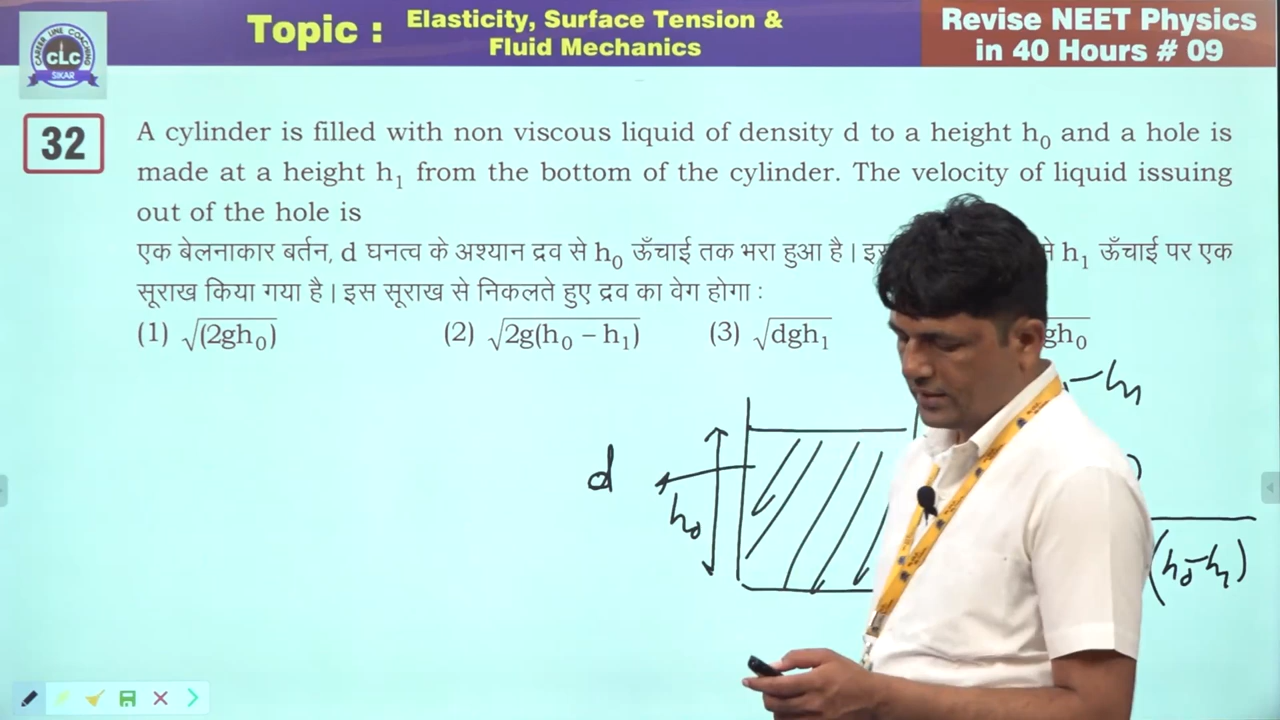 CAREER LINE COACHING
CLC
SIKAR
Topic :
Elasticity, Surface Tension &
Fluid Mechanics
Revise NEET Physics
in 40 Hours # 09
32
A cylinder is filled with non viscous liquid of density d to a height h₀ and a hole is
made at a height h₁ from the bottom of the cylinder. The velocity of liquid issuing
out of the hole is
एक बेलनाकार बर्तन, d घनत्व के अश्यान द्रव से h₀ ऊँचाई तक भरा हुआ है। h₁ ऊँचाई पर एक
सूराख किया गया है। इस सूराख से निकलते हुए द्रव का वेग होगा :
(1) √(2gh₀) (2) √2g(h₀ – h₁) (3) √dgh₁ gh₀
– h₁
d
h₀
(h₀–h₁)